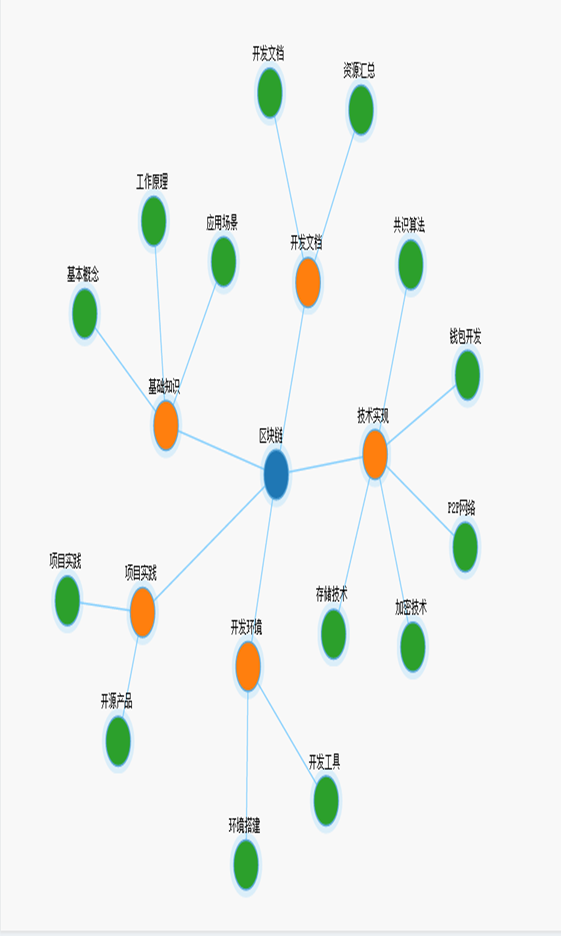 开发文档
资源汇总
工作原理
应用场景
共识算法
开发文档
基本概念
钱包开发
基础知识
技术实现
区块链
P2P网络
项目实践
项目实践
存储技术
加密技术
开发环境
开源产品
开发工具
环境搭建